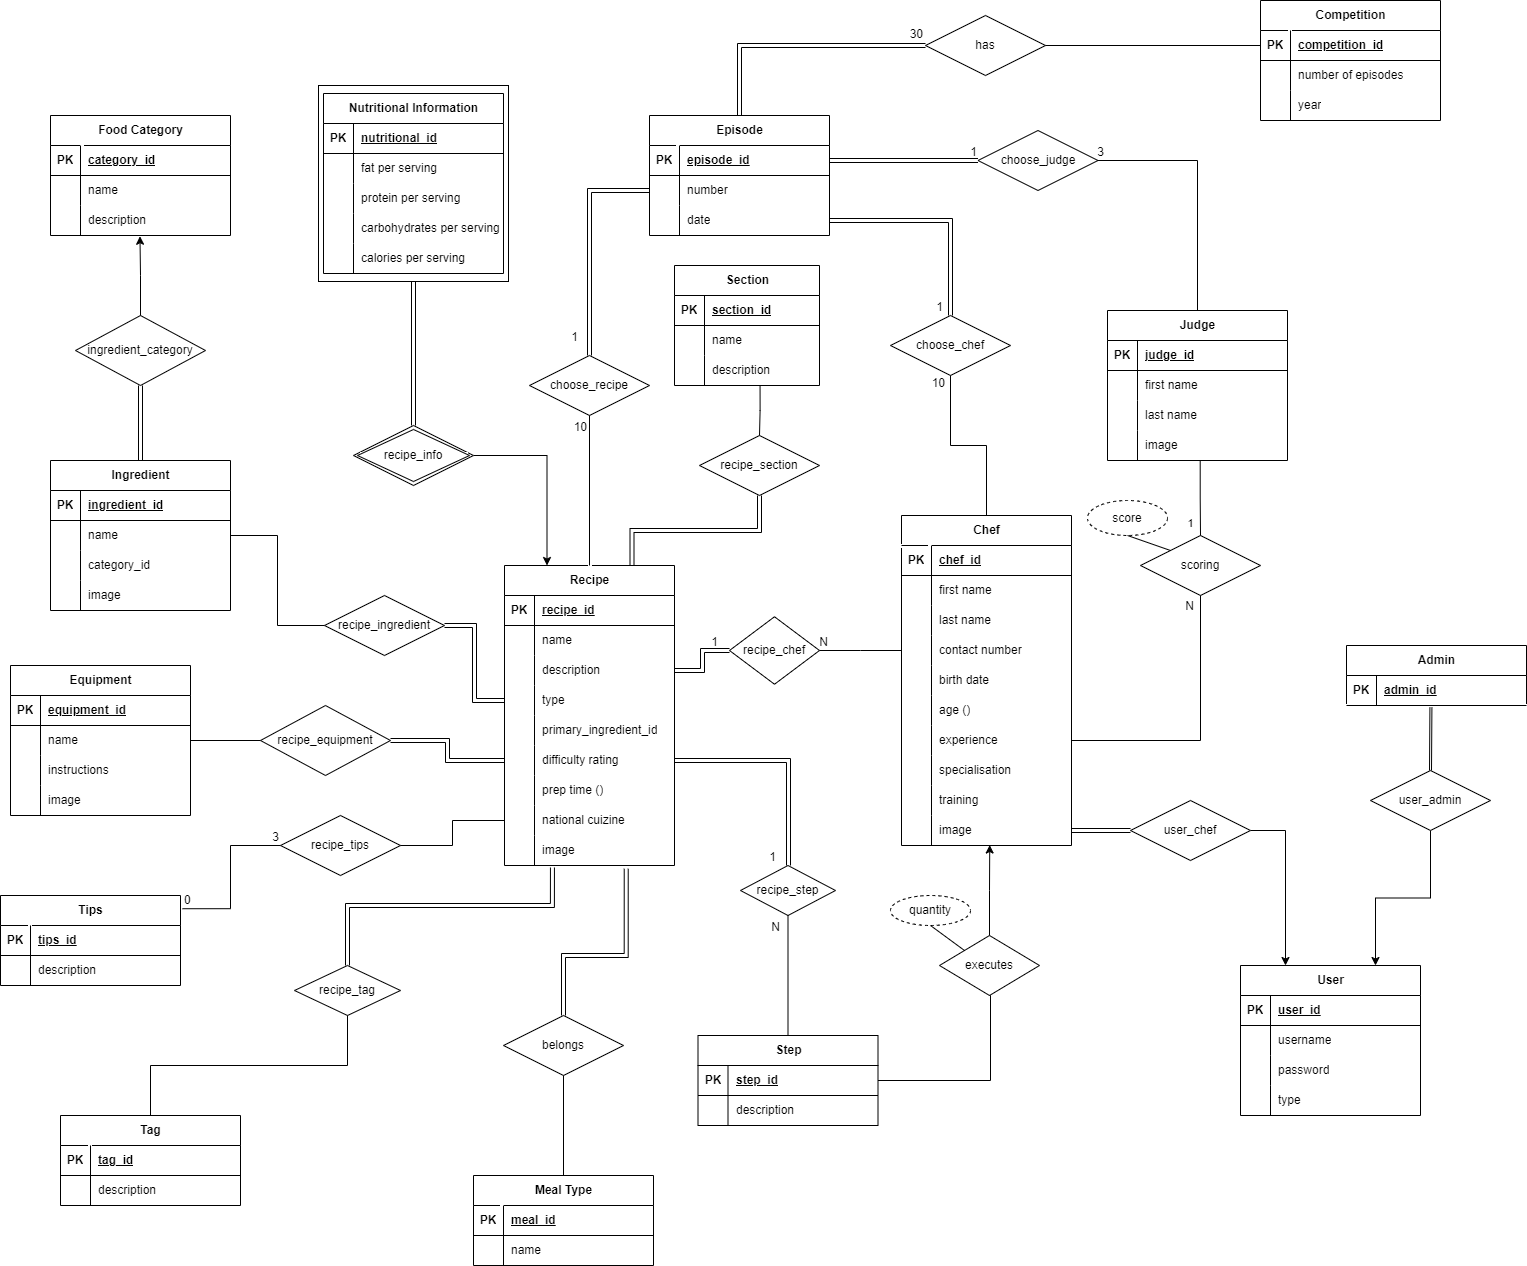 Competition
PK competition_id
number of episodes
year
30
has
Nutritional Information
PK nutritional_id
fat per serving
protein per serving
carbohydrates per serving
calories per serving
Food Category
PK category_id
name
description
Episode
PK episode_id
number
date
1
choose_judge
3
Section
PK section_id
name
description
1
choose_recipe
10
1
choose_chef
10
Judge
PK judge_id
first name
last name
image
ingredient_category
recipe_info
recipe_section
Ingredient
PK ingredient_id
name
category_id
image
score
1
scoring
N
Chef
PK chef_id
first name
last name
contact number
birth date
age ()
experience
specialisation
training
image
Recipe
PK recipe_id
name
description
type
primary_ingredient_id
difficulty rating
prep time ()
national cuizine
image
recipe_ingredient
1
recipe_chef
N
Equipment
PK equipment_id
name
instructions
image
recipe_equipment
Admin
PK admin_id
user_admin
user_chef
3
recipe_tips
0
Tips
PK tips_id
description
1
recipe_step
N
quantity
executes
recipe_tag
belongs
User
PK user_id
username
password
type
Step
PK step_id
description
Tag
PK tag_id
description
Meal Type
PK meal_id
name